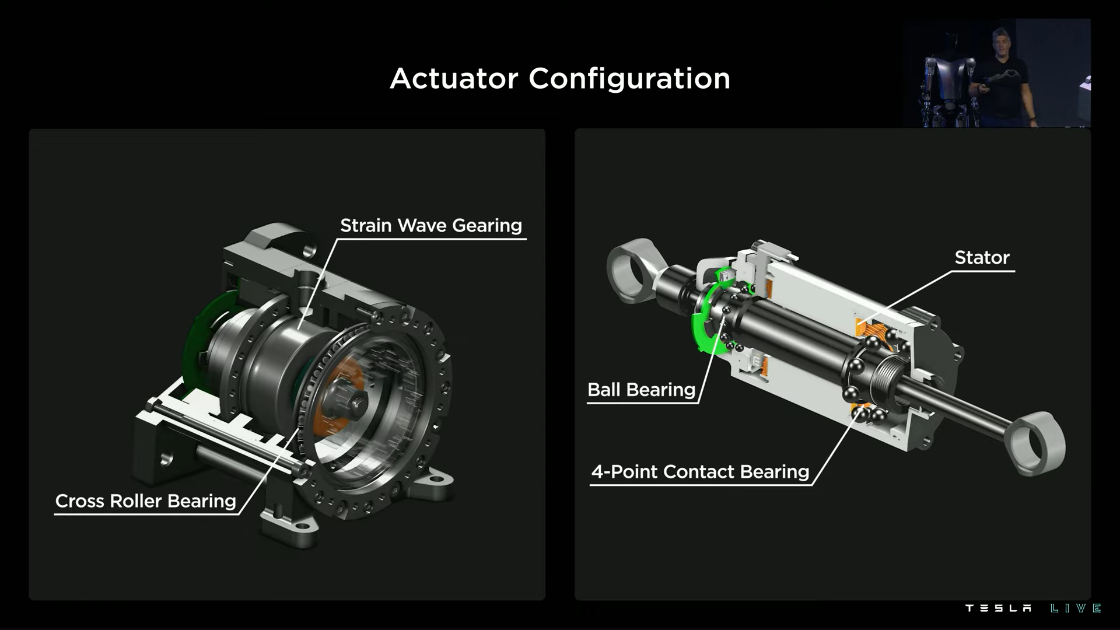 Actuator Configuration
Strain Wave Gearing
Cross Roller Bearing
Stator
Ball Bearing
4-Point Contact Bearing
TESLA LIVE